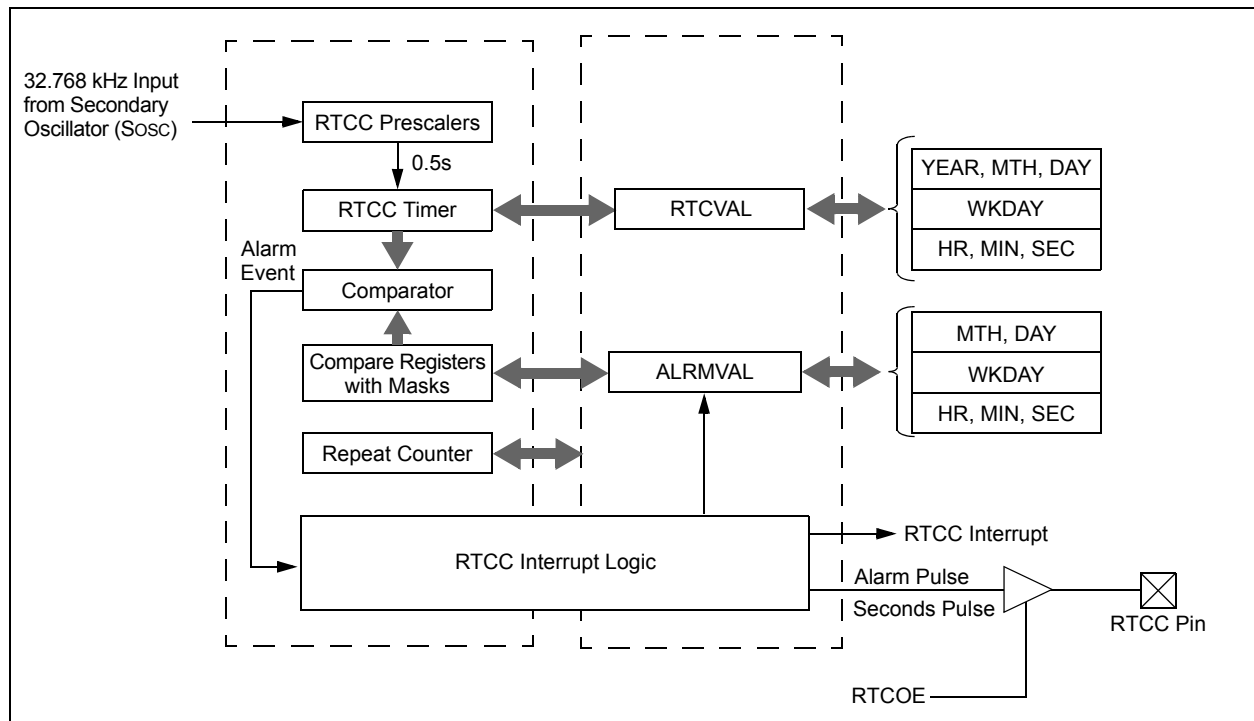 32.768 kHz Input
from Secondary
Oscillator (SOSC)
RTCC Prescalers
0.5s
RTCC Timer
RTCVAL
YEAR, MTH, DAY
WKDAY
HR, MIN, SEC
Alarm
Event
Comparator
Compare Registers
with Masks
ALRMVAL
MTH, DAY
WKDAY
HR, MIN, SEC
Repeat Counter
RTCC Interrupt Logic
RTCC Interrupt
Alarm Pulse
Seconds Pulse
RTCC Pin
RTCOE